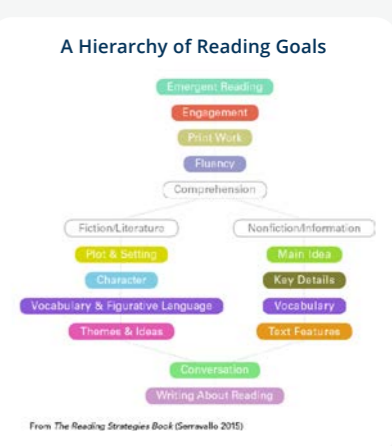 A Hierarchy of Reading Goals
Emergent Reading
Engagement
Print Work
Fluency
Comprehension
Fiction/Literature
Plot & Setting
Character
Vocabulary & Figurative Language
Themes & Ideas
Nonfiction/Information
Main Idea
Key Details
Vocabulary
Text Features
Conversation
Writing About Reading
From The Reading Strategies Book (Serravallo 2015)